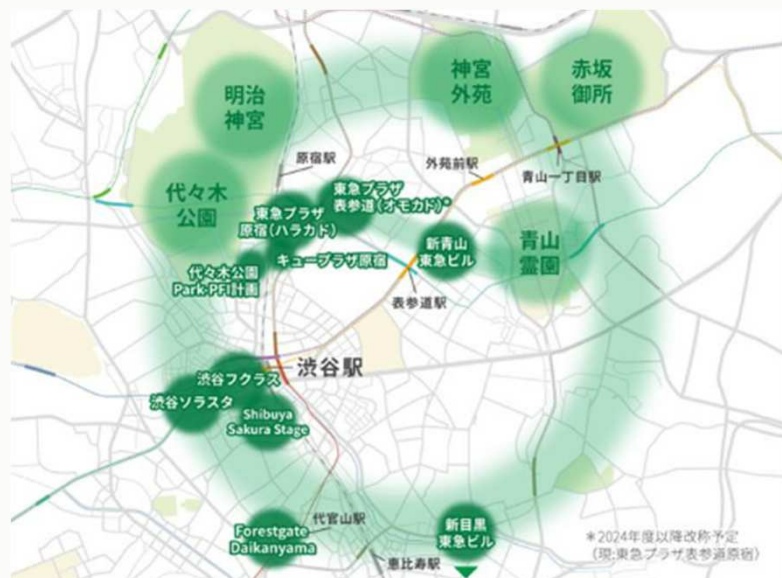 明治
神宮
神宮
外苑
赤坂
御所
原宿駅
外苑前駅
青山一丁目駅
代々木
公園
東急プラザ
表参道(オモカド)*
東急プラザ
原宿(ハラカド)
新青山
東急ビル
青山
霊園
キュープラザ原宿
代々木公園
Park-PFI計画
表参道駅
渋谷駅
渋谷フクラス
渋谷ソラスタ
Shibuya
Sakura Stage
代官山駅
Forestgate
Daikanyama
新目黒
東急ビル
恵比寿駅
*2024年度以降改称予定
(現:東急プラザ表参道原宿)